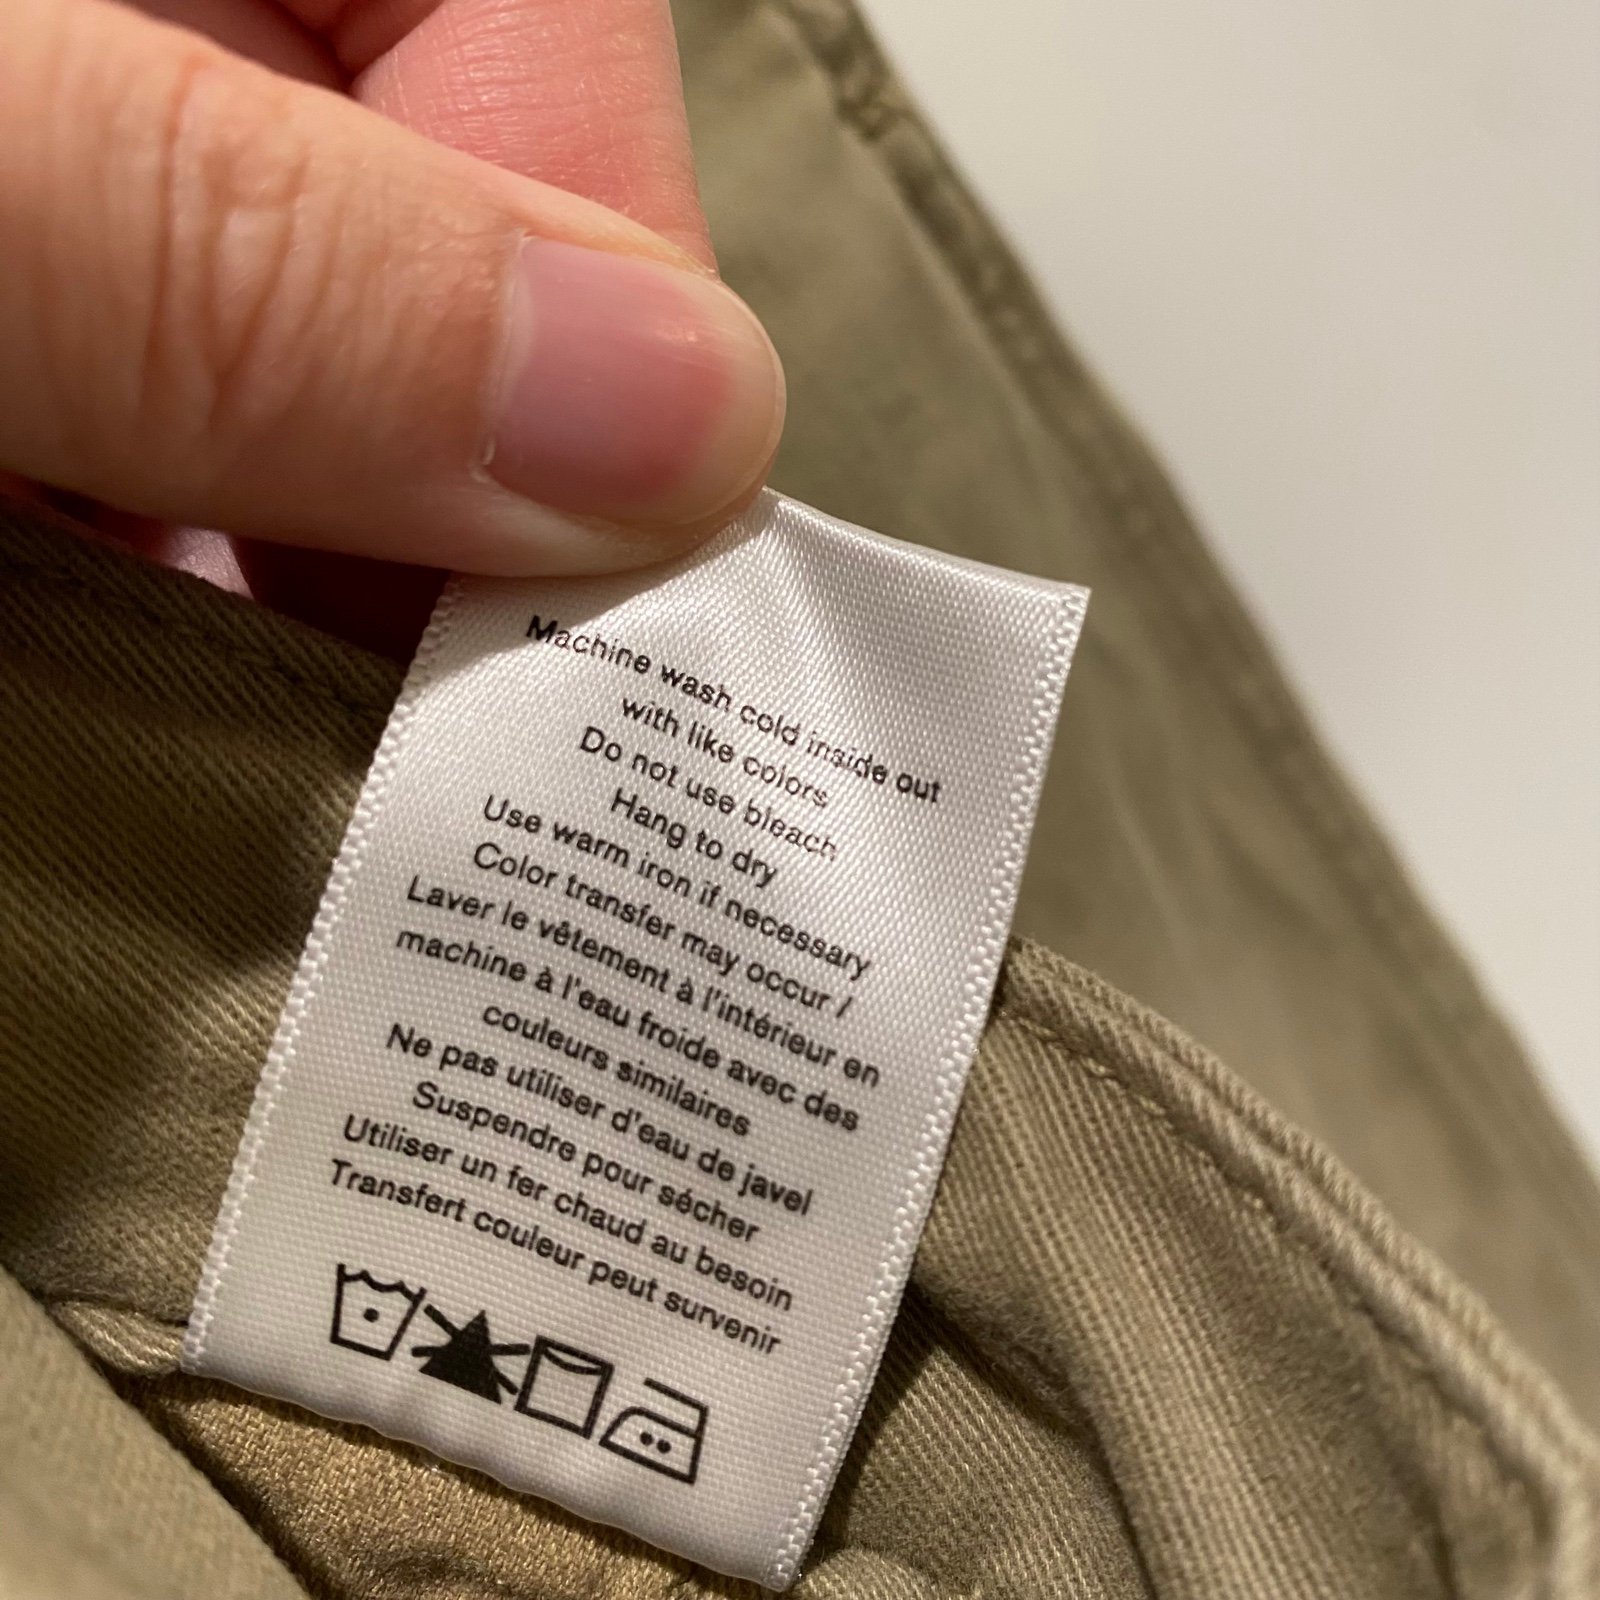 Machine wash cold inside out
with like colors
Do not use bleach
Hang to dry
Use warm iron if necessary
Color transfer may occur /
Laver le vêtement à l'intérieur en
machine à l'eau froide avec des
couleurs similaires
Ne pas utiliser d'eau de javel
Suspendre pour sécher
Utiliser un fer chaud au besoin
Transfert couleur peut survenir